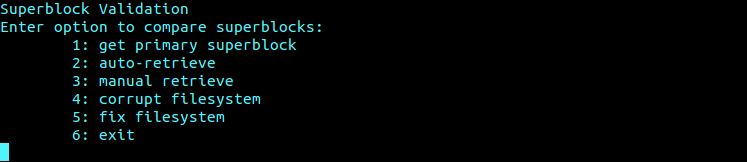 Superblock Validation
Enter option to compare superblocks:
1: get primary superblock
2: auto-retrieve
3: manual retrieve
4: corrupt filesystem
5: fix filesystem
6: exit